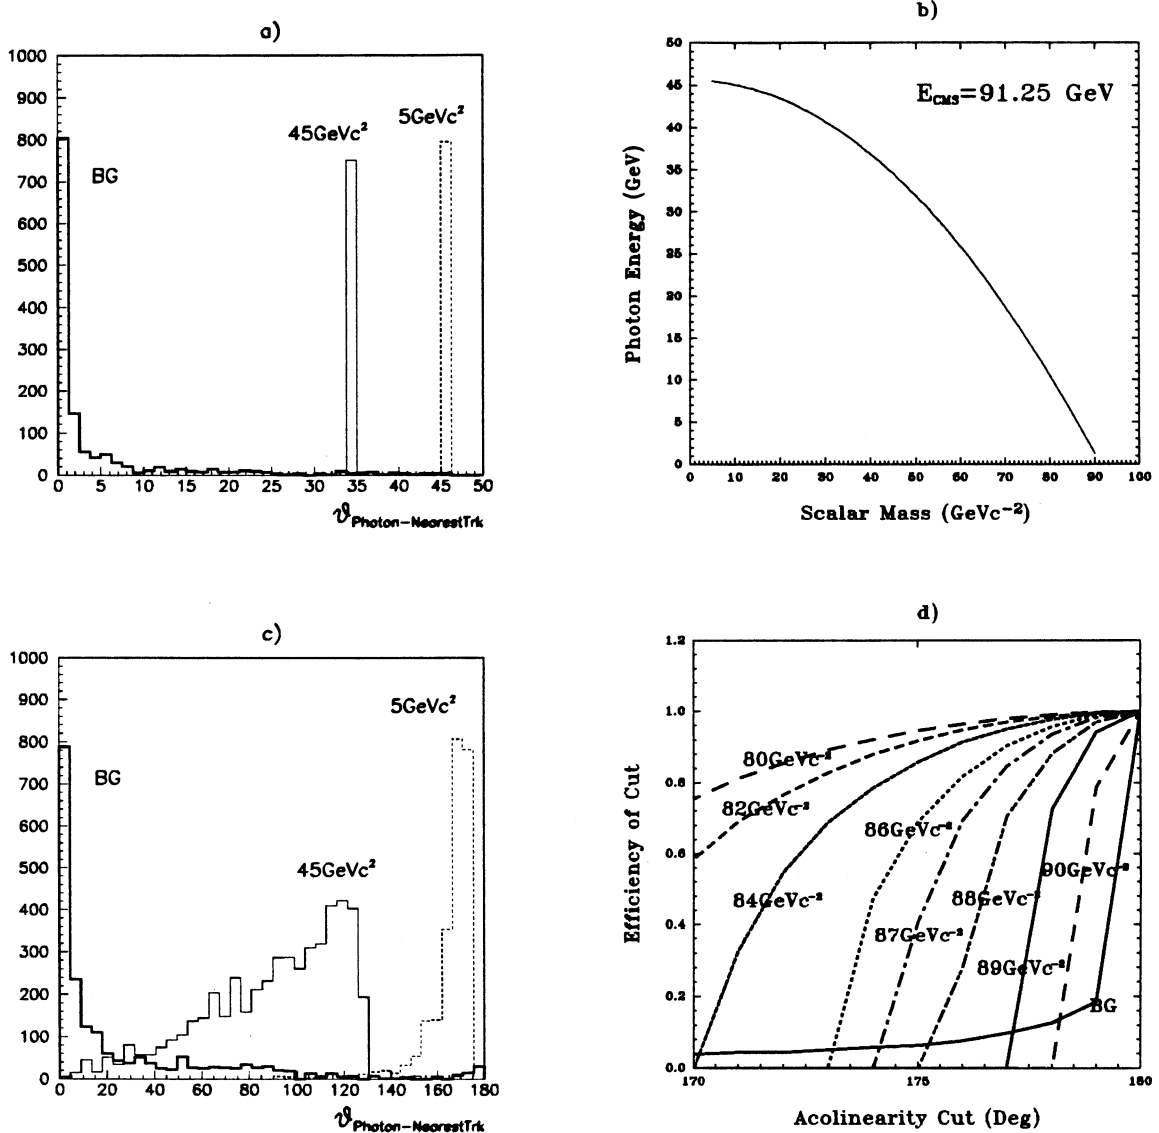 a)
1000
900
800
700
600
500
400
300
200
100
0
BG
45GeVc²
5GeVc²
0 5 10 15 20 25 30 35 40 45 50
ϑPhoton-NearestTrk
b)
50
45
40
35
30
25
20
15
10
5
0
Photon Energy (GeV)
E_CMS=91.25 GeV
0 10 20 30 40 50 60 70 80 90 100
Scalar Mass (GeVc⁻²)
c)
1000
900
800
700
600
500
400
300
200
100
0
BG
5GeVc²
45GeVc²
0 20 40 60 80 100 120 140 160 180
ϑPhoton-NearestTrk
d)
1.2
1.0
0.8
0.6
0.4
0.2
0.0
Efficiency of Cut
80GeVc⁻²
82GeVc⁻²
86GeVc⁻²
90GeVc⁻²
84GeVc⁻²
88GeVc⁻²
87GeVc⁻²
89GeVc⁻²
BG
170 175 180
Acolinearity Cut (Deg)